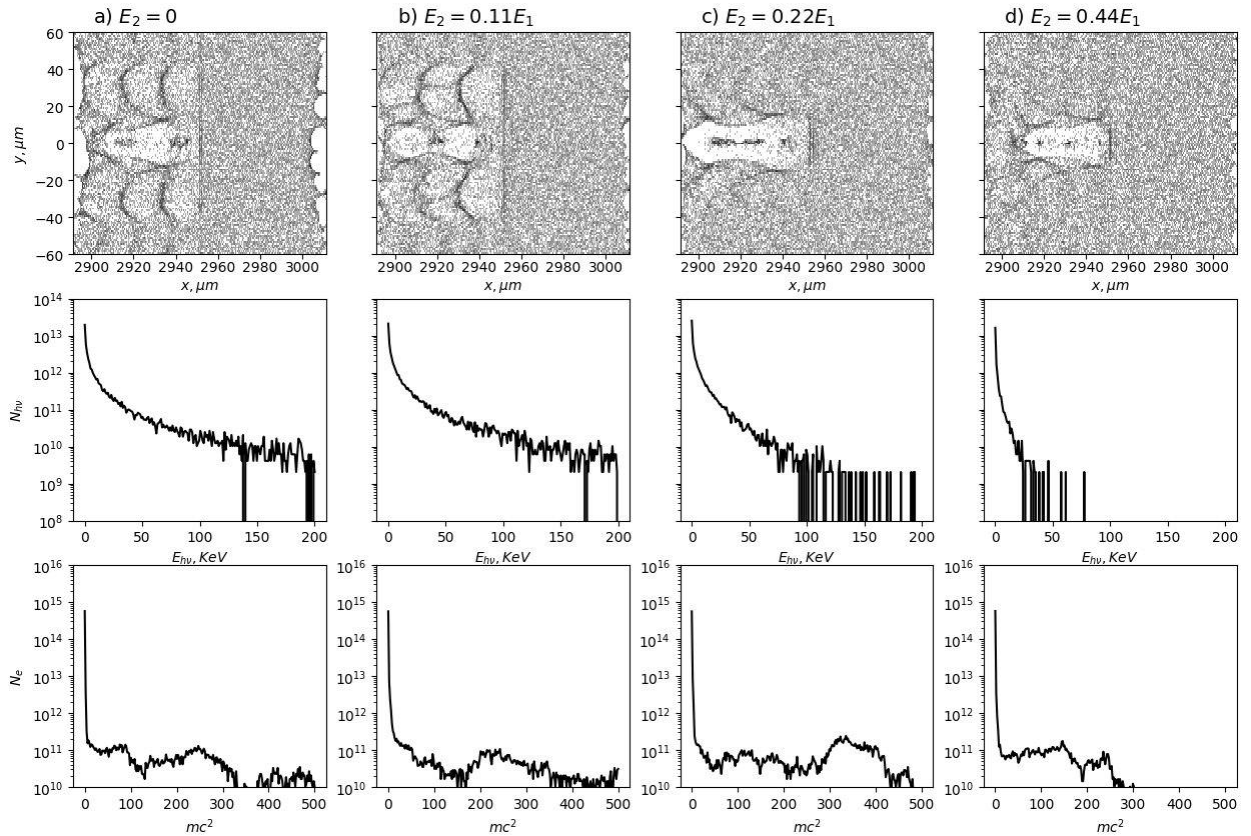 a) E₂ = 0 b) E₂ = 0.11E₁ c) E₂ = 0.22E₁ d) E₂ = 0.44E₁
60
40
20
0
−20
−40
−60
y, μm
2900 2920 2940 2960 2980 3000 2900 2920 2940 2960 2980 3000 2900 2920 2940 2960 2980 3000 2900 2920 2940 2960 2980 3000
x, μm x, μm x, μm x, μm
10¹⁴
10¹³
10¹²
10¹¹
10¹⁰
10⁹
10⁸
N_hν
0 50 100 150 200 0 50 100 150 200 0 50 100 150 200 0 50 100 150 200
E_hν, KeV E_hν, KeV E_hν, KeV E_hν, KeV
10¹⁶ 10¹⁶ 10¹⁶ 10¹⁶
10¹⁵ 10¹⁵ 10¹⁵ 10¹⁵
10¹⁴ 10¹⁴ 10¹⁴ 10¹⁴
10¹³ 10¹³ 10¹³ 10¹³
10¹² 10¹² 10¹² 10¹²
10¹¹ 10¹¹ 10¹¹ 10¹¹
10¹⁰ 10¹⁰ 10¹⁰ 10¹⁰
N_e
0 100 200 300 400 500 0 100 200 300 400 500 0 100 200 300 400 500 0 100 200 300 400 500
mc² mc² mc² mc²